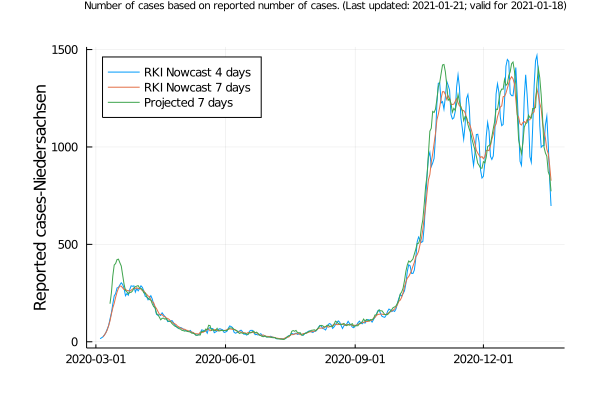 Number of cases based on reported number of cases. (Last updated: 2021-01-21; valid for 2021-01-18)
1500
RKI Nowcast 4 days
RKI Nowcast 7 days
Projected 7 days
1000
500
0
Reported cases-Niedersachsen
2020-03-01 2020-06-01 2020-09-01 2020-12-01